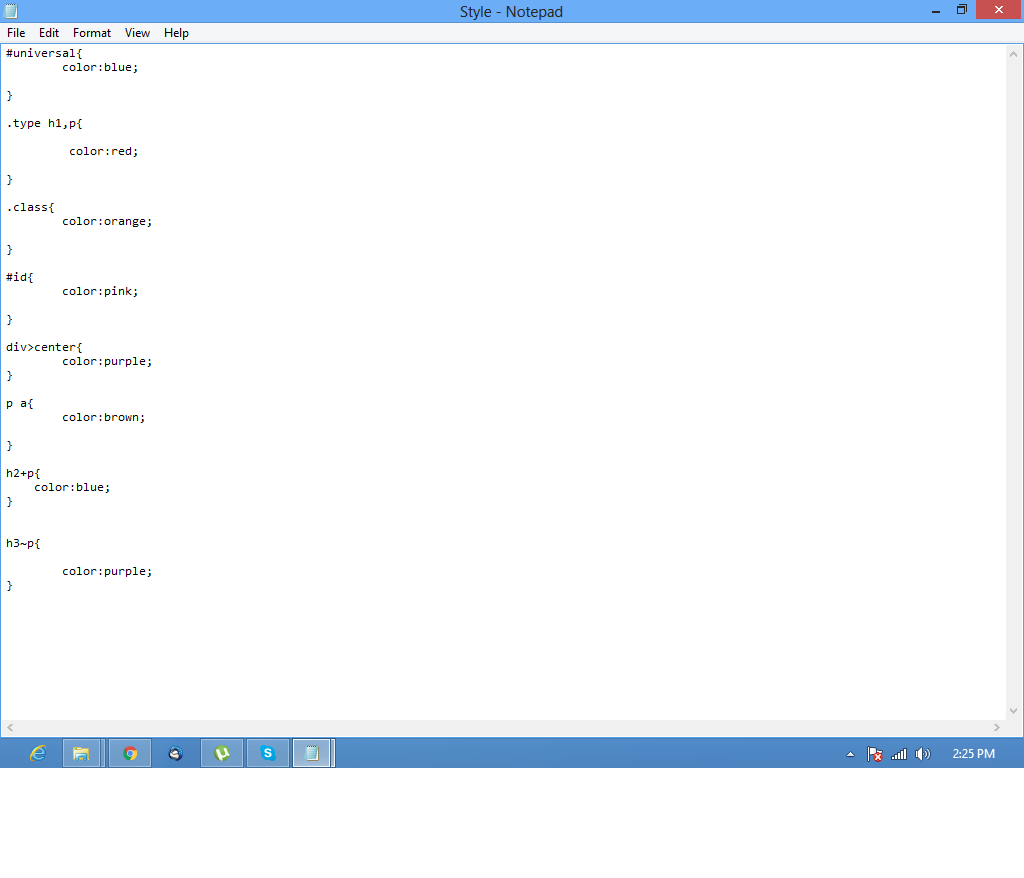 Style - Notepad
File Edit Format View Help
#universal{
color:blue;
}
.type h1,p{
color:red;
}
.class{
color:orange;
}
#id{
color:pink;
}
div>center{
color:purple;
}
p a{
color:brown;
}
h2+p{
color:blue;
}
h3~p{
color:purple;
}
2:25 PM